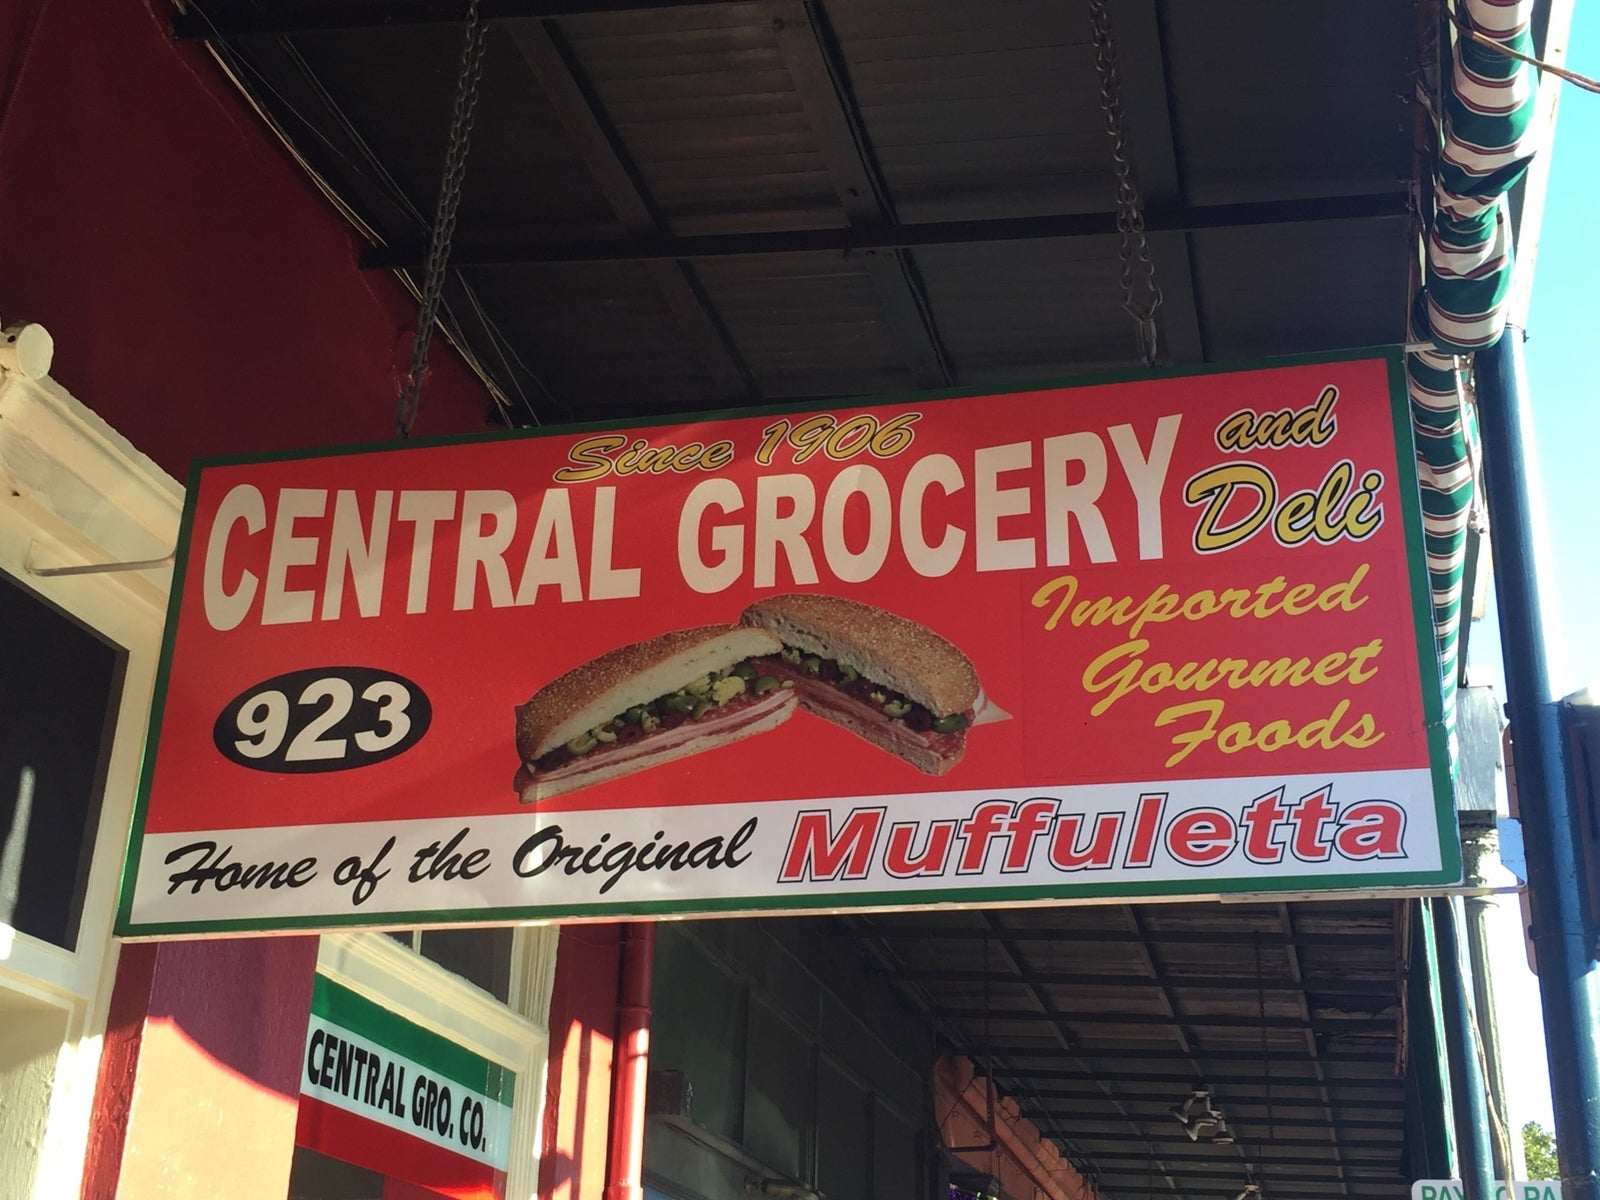 Since 1906
CENTRAL GROCERY and Deli
Imported
Gourmet
Foods
923
Home of the Original Muffuletta
CENTRAL GRO. CO.